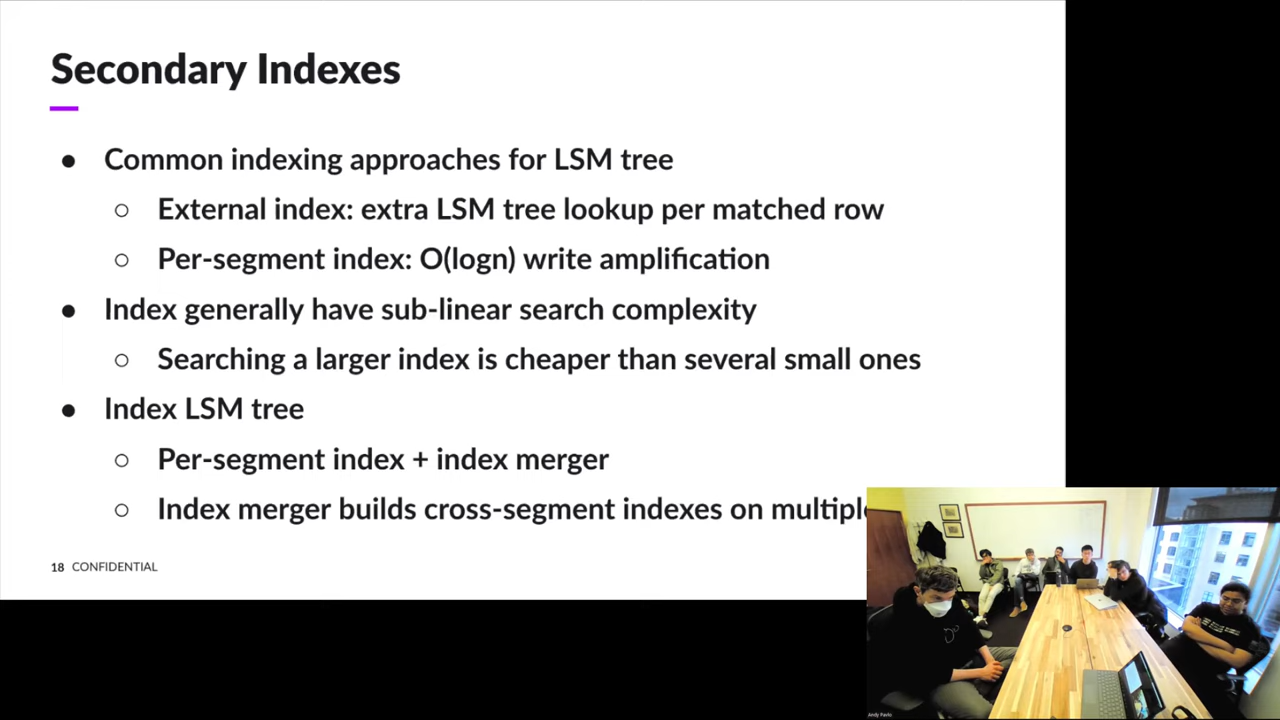 Secondary Indexes
● Common indexing approaches for LSM tree
○ External index: extra LSM tree lookup per matched row
○ Per-segment index: O(logn) write amplification
● Index generally have sub-linear search complexity
○ Searching a larger index is cheaper than several small ones
● Index LSM tree
○ Per-segment index + index merger
○ Index merger builds cross-segment indexes on
18 CONFIDENTIAL
Andy Pavlo